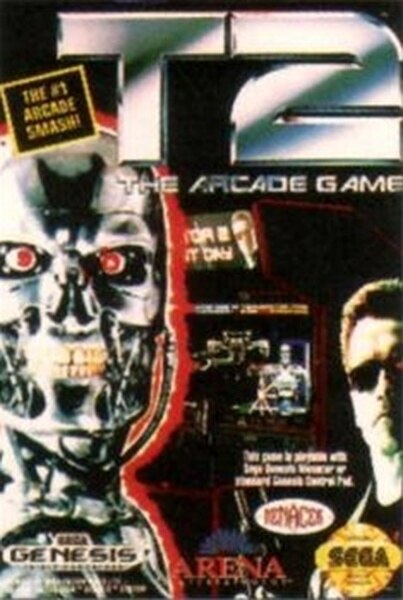 T2
THE #1
ARCADE
SMASH!
THE ARCADE GAME
This game is playable with
Sega Genesis Menacer or
standard Genesis Control Pad.
MENACER
SEGA
GENESIS
ARENA
ENTERTAINMENT
SEGA